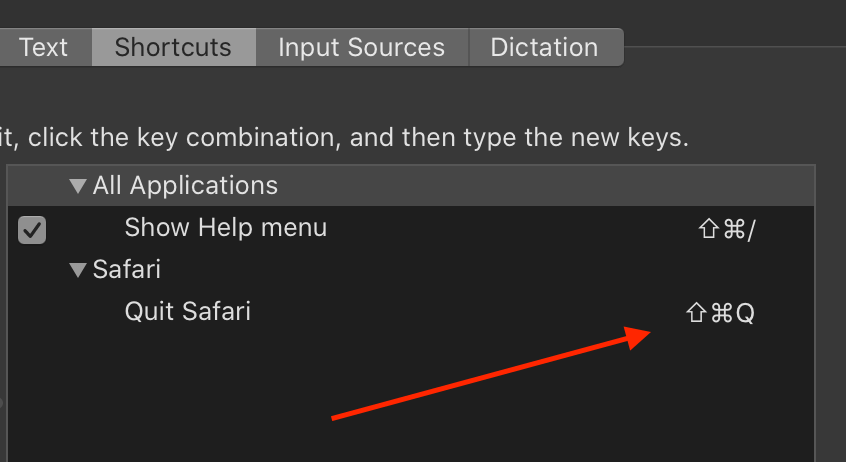 Text Shortcuts Input Sources Dictation
it, click the key combination, and then type the new keys.
All Applications
Show Help menu ⇧⌘/
Safari
Quit Safari ⇧⌘Q